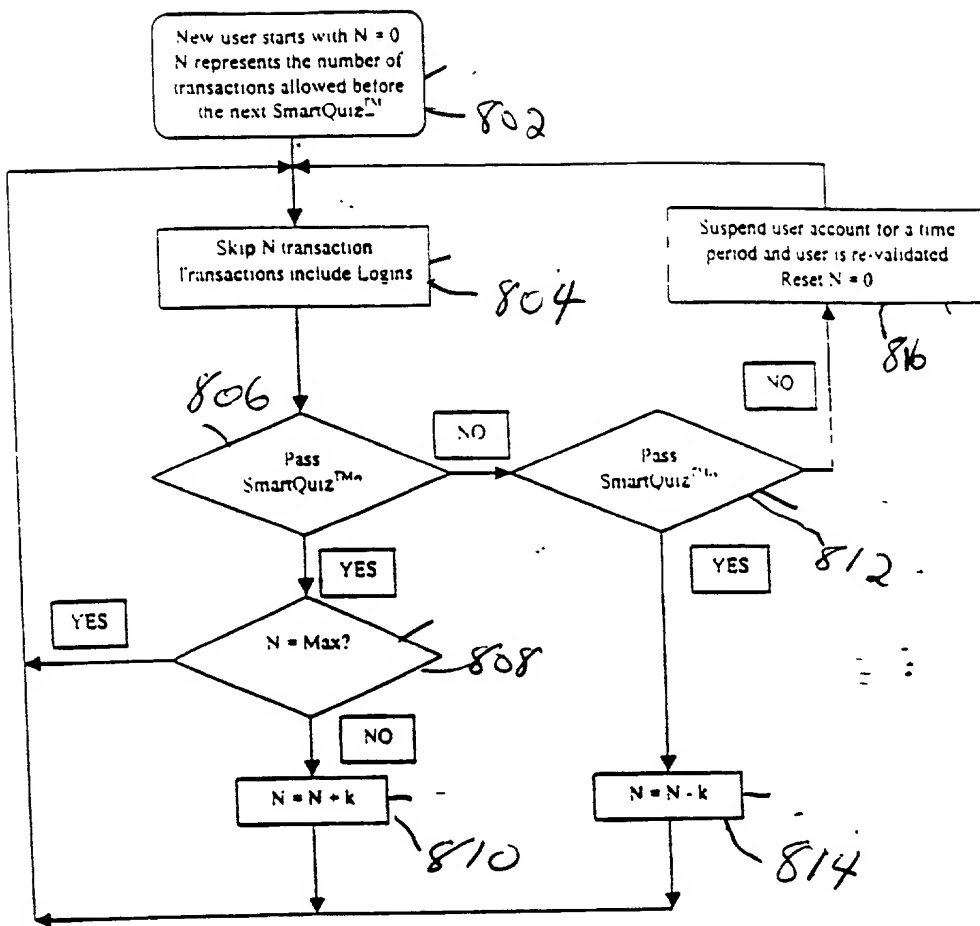 New user starts with N = 0
N represents the number of
transactions allowed before
the next SmartQuiz™
802
Skip N transaction
Transactions include Logins
804
Suspend user account for a time
period and user is re-validated
Reset N = 0
816
806
NO
NO
Pass
SmartQuiz™?
Pass
SmartQuiz™?
812
YES
YES
YES
N = Max?
808
NO
N = N + k
810
N = N - k
814